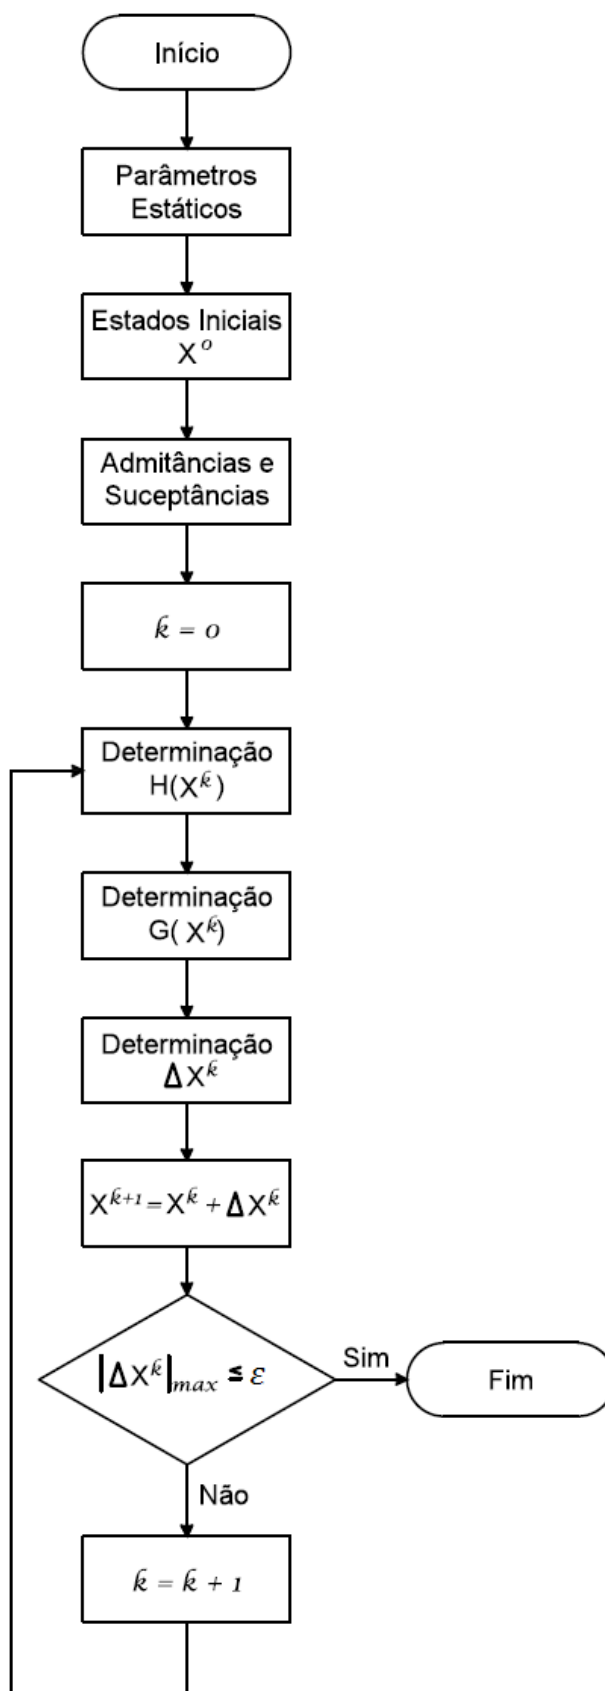 Início
Parâmetros
Estáticos
Estados Iniciais
X⁰
Admitâncias e
Suceptâncias
k = 0
Determinação
H(Xᵏ)
Determinação
G( Xᵏ)
Determinação
ΔXᵏ
Xᵏ⁺¹ = Xᵏ + ΔXᵏ
|ΔXᵏ|max ≤ ε
Sim
Fim
Não
k = k + 1